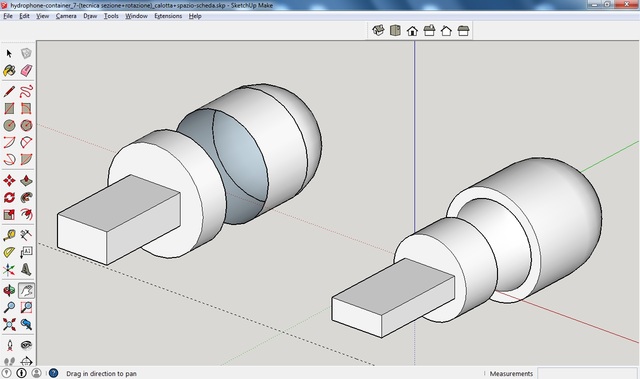 hydrophone-container_7-(tecnica sezione+rotazione)_calotta+spazio-scheda.skp - SketchUp Make
File Edit View Camera Draw Tools Window Extensions Help
Drag in direction to pan
Measurements